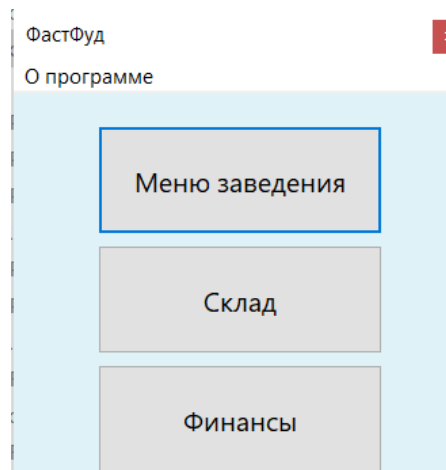 ФастФуд
О программе
Меню заведения
Склад
Финансы